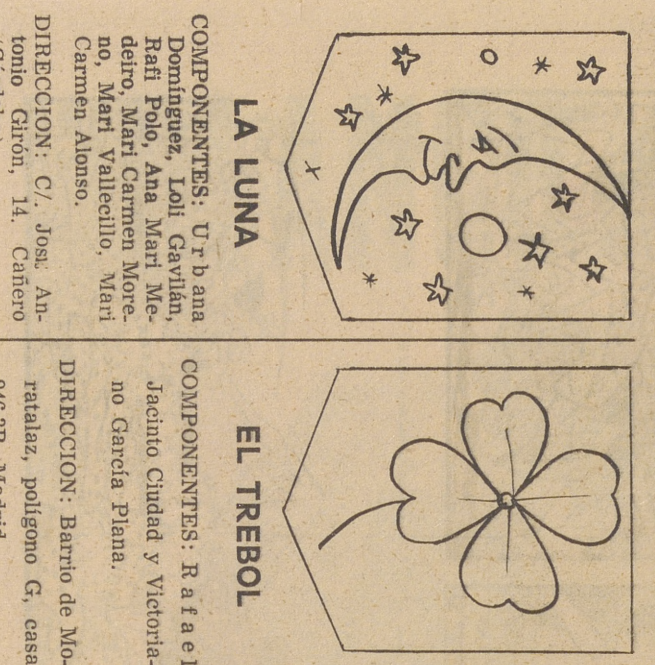 LA LUNA
COMPONENTES: Urbana
Domínguez, Loli Gavilán,
Rafi Polo, Ana Mari Me-
deiro, Mari Carmen More-
no, Mari Vallecillo, Mari
Carmen Alonso.
DIRECCION: C/. José An-
tonio Girón, 14. Cañero
EL TREBOL
COMPONENTES: Rafael
Jacinto Ciudad y Victoria-
no García Plana.
DIRECCION: Barrio de Mo-
ratalaz, polígono G, casa